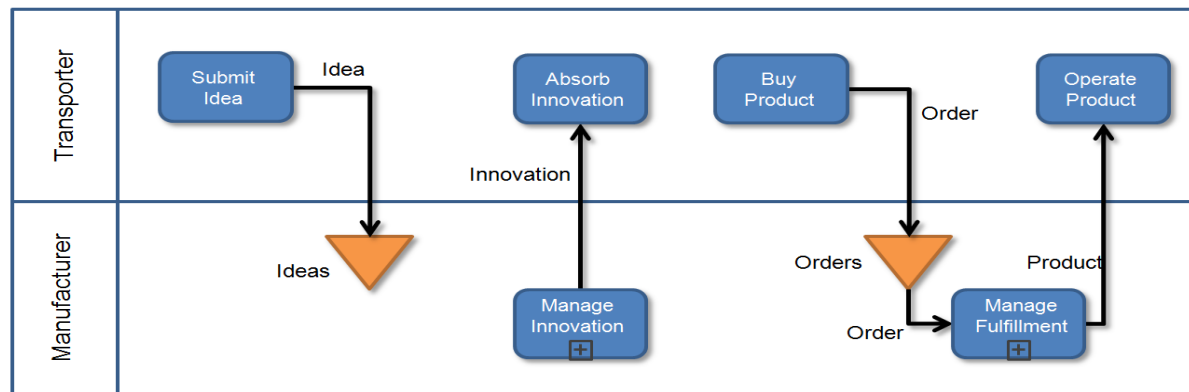 Transporter
Submit
Idea
Idea
Absorb
Innovation
Buy
Product
Order
Operate
Product
Innovation
Manufacturer
Ideas
Manage
Innovation
Orders
Order
Product
Manage
Fulfillment